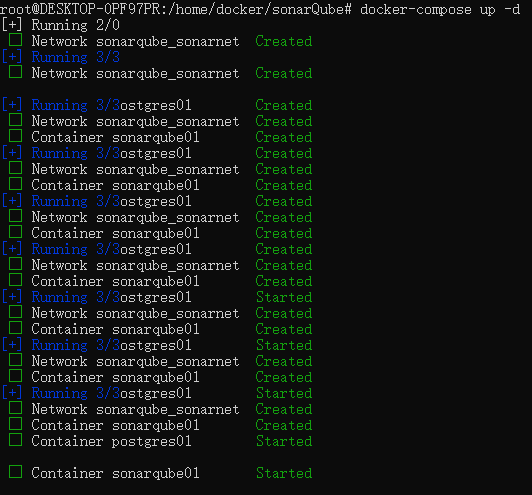 root@DESKTOP-OPF97PR:/home/docker/sonarQube# docker-compose up -d
[+] Running 2/0
□ Network sonarqube_sonarnet Created
[+] Running 3/3
□ Network sonarqube_sonarnet Created
[+] Running 3/3ostgres01 Created
□ Network sonarqube_sonarnet Created
□ Container sonarqube01 Created
[+] Running 3/3ostgres01 Created
□ Network sonarqube_sonarnet Created
□ Container sonarqube01 Created
[+] Running 3/3ostgres01 Created
□ Network sonarqube_sonarnet Created
□ Container sonarqube01 Created
[+] Running 3/3ostgres01 Created
□ Network sonarqube_sonarnet Created
□ Container sonarqube01 Created
[+] Running 3/3ostgres01 Started
□ Network sonarqube_sonarnet Created
□ Container sonarqube01 Created
[+] Running 3/3ostgres01 Started
□ Network sonarqube_sonarnet Created
□ Container sonarqube01 Created
[+] Running 3/3ostgres01 Started
□ Network sonarqube_sonarnet Created
□ Container sonarqube01 Created
□ Container postgres01 Started
□ Container sonarqube01 Started